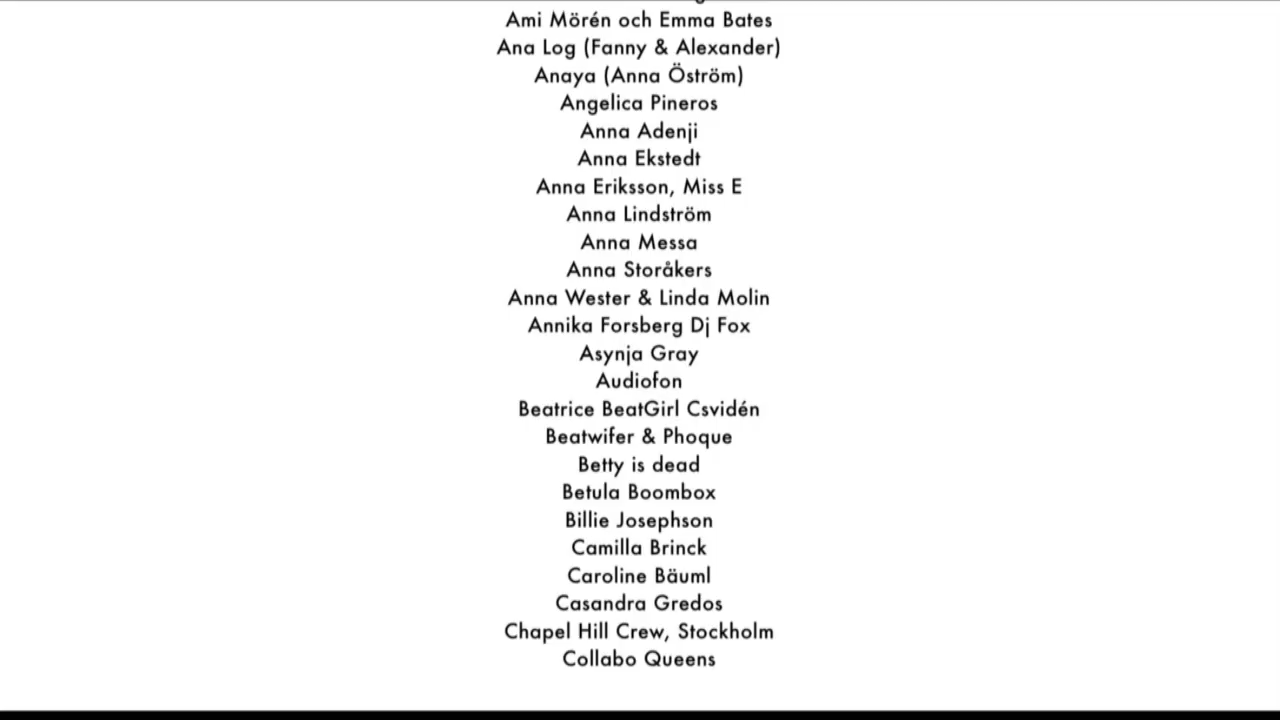 Ami Mörén och Emma Bates
Ana Log (Fanny & Alexander)
Anaya (Anna Öström)
Angelica Pineros
Anna Adenji
Anna Ekstedt
Anna Eriksson, Miss E
Anna Lindström
Anna Messa
Anna Storåkers
Anna Wester & Linda Molin
Annika Forsberg Dj Fox
Asynja Gray
Audiofon
Beatrice BeatGirl Csvidén
Beatwifer & Phoque
Betty is dead
Betula Boombox
Billie Josephson
Camilla Brinck
Caroline Bäuml
Casandra Gredos
Chapel Hill Crew, Stockholm
Collabo Queens